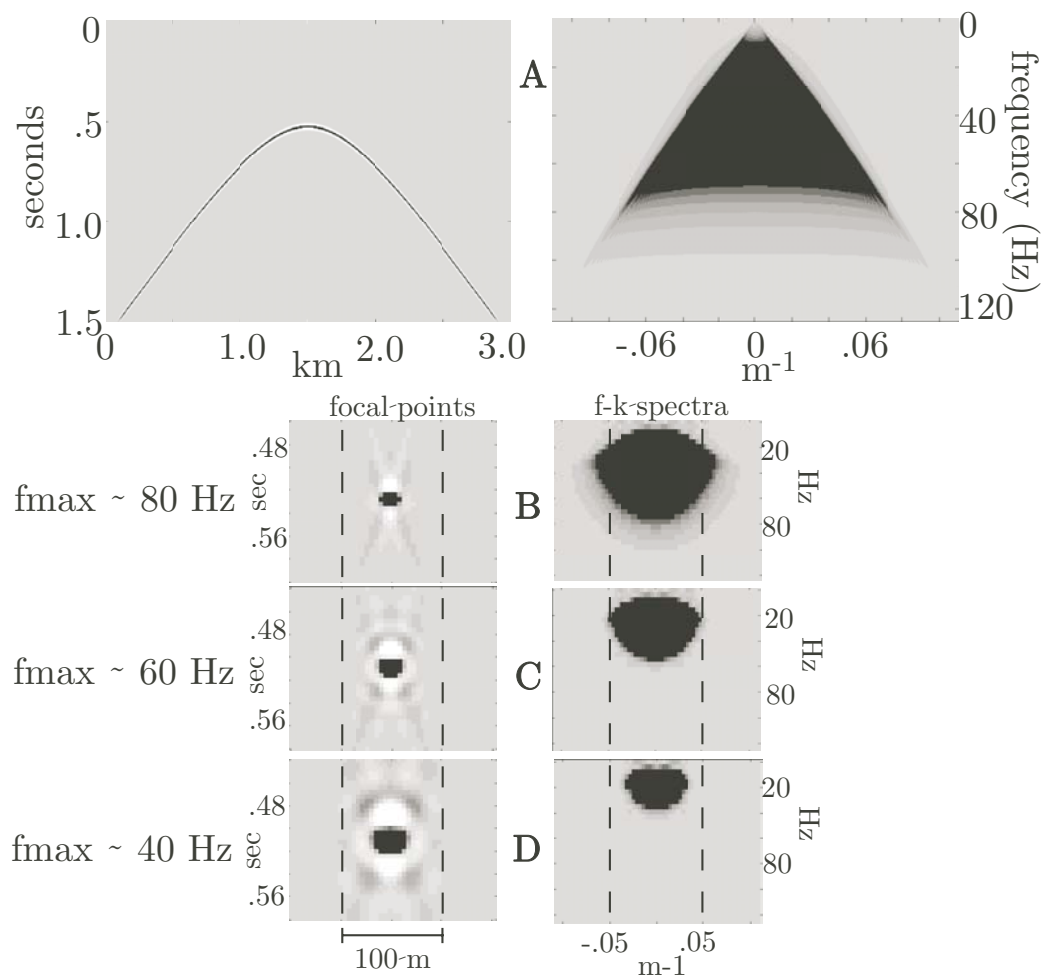 0
.5
1.0
1.5
seconds
0
1.0
2.0
3.0
km
A
0
40
80
120
frequency (Hz)
-.06
0
.06
m-1
focal-points
f-k-spectra
fmax ~ 80 Hz
.48
.56
sec
B
20
80
Hz
fmax ~ 60 Hz
.48
.56
sec
C
20
80
Hz
fmax ~ 40 Hz
.48
.56
sec
D
20
80
Hz
100-m
-.05
.05
m-1